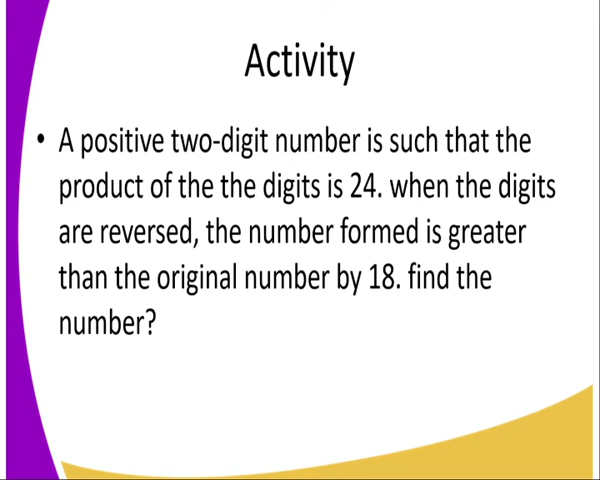 Activity
• A positive two-digit number is such that the
product of the the digits is 24. when the digits
are reversed, the number formed is greater
than the original number by 18. find the
number?